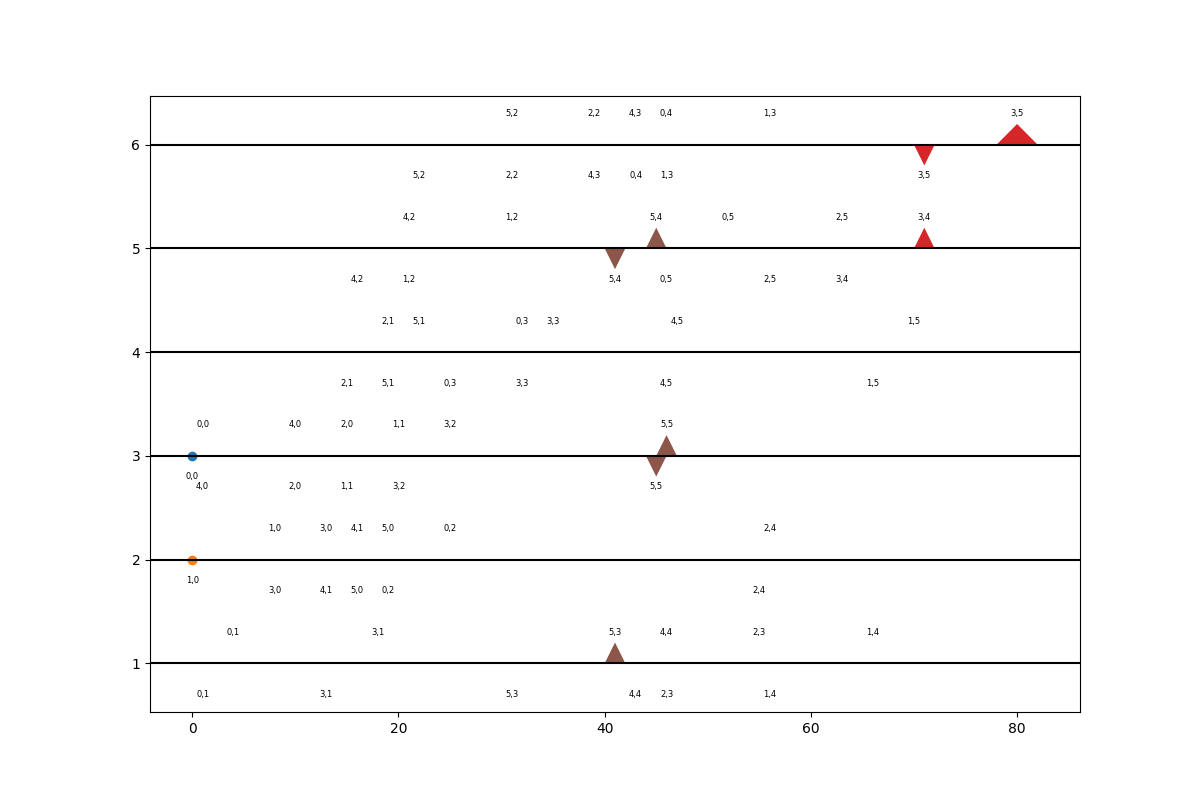 5,2 2,2 4,3 0,4 1,3 3,5
6
5,2 2,2 4,3 0,4 1,3 3,5
4,2 1,2 5,4 0,5 2,5 3,4
5
4,2 1,2 5,4 0,5 2,5 3,4
2,1 5,1 0,3 3,3 4,5 1,5
4
2,1 5,1 0,3 3,3 4,5 1,5
0,0 4,0 2,0 1,1 3,2 5,5
3
0,0
4,0 2,0 1,1 3,2 5,5
1,0 3,0 4,1 5,0 0,2 2,4
2
1,0
3,0 4,1 5,0 0,2 2,4
0,1 3,1 5,3 4,4 2,3 1,4
1
0,1 3,1 5,3 4,4 2,3 1,4
0 20 40 60 80